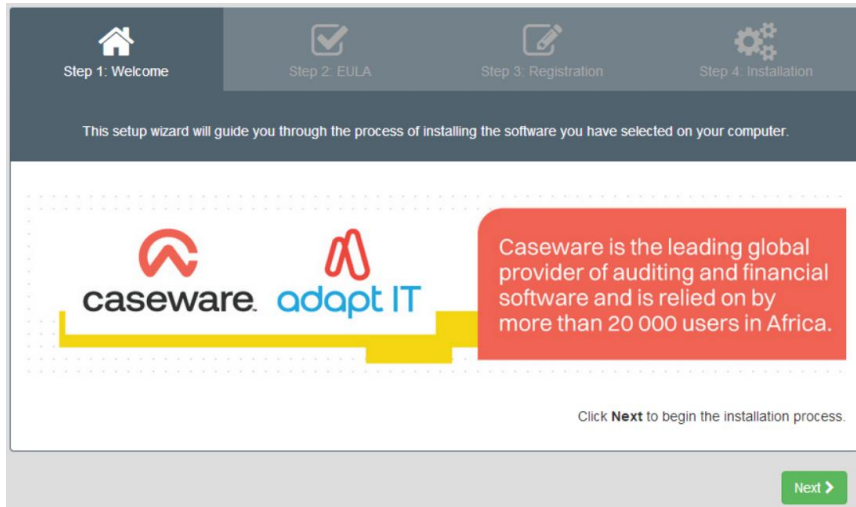 Step 1: Welcome
Step 2: EULA
Step 3: Registration
Step 4: Installation
This setup wizard will guide you through the process of installing the software you have selected on your computer.
caseware.
adapt IT
Caseware is the leading global
provider of auditing and financial
software and is relied on by
more than 20 000 users in Africa.
Click Next to begin the installation process.
Next